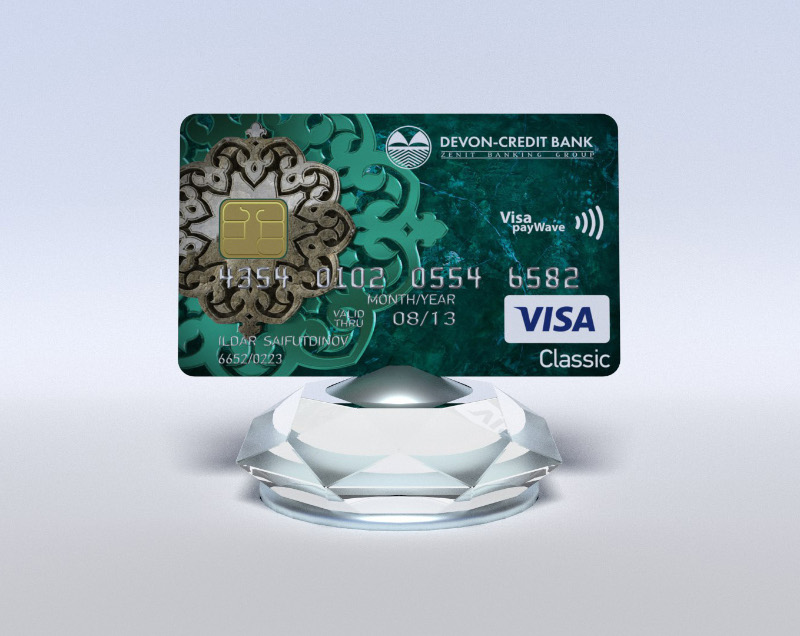 DEVON-CREDIT BANK
ZENIT BANKING GROUP
Visa
payWave
4354 0102 0554 6582
MONTH/YEAR
VALID
THRU
08/13
VISA
ILDAR SAIFUTDINOV
6652/0223
Classic